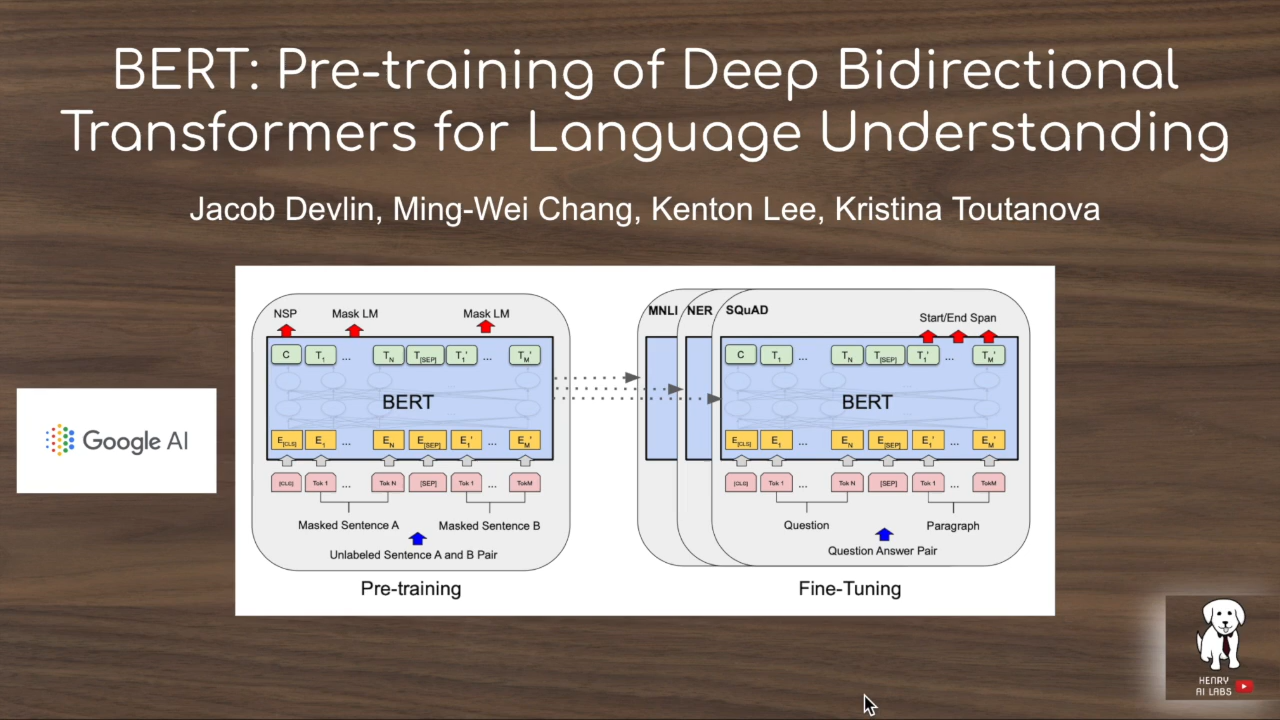 BERT: Pre-training of Deep Bidirectional
Transformers for Language Understanding
Jacob Devlin, Ming-Wei Chang, Kenton Lee, Kristina Toutanova
Google AI
NSP Mask LM Mask LM
C T1 ... TN T[SEP] T1' ... TM'
BERT
E[CLS] E1 ... EN E[SEP] E1' ... EM'
[CLS] Tok 1 ... Tok N [SEP] Tok 1 ... TokM
Masked Sentence A Masked Sentence B
Unlabeled Sentence A and B Pair
Pre-training
MNLI NER SQuAD
Start/End Span
C T1 ... TN T[SEP] T1' ... TM'
BERT
E[CLS] E1 ... EN E[SEP] E1' ... EM'
[CLS] Tok 1 ... Tok N [SEP] Tok 1 ... TokM
Question Paragraph
Question Answer Pair
Fine-Tuning
HENRY
AI LABS